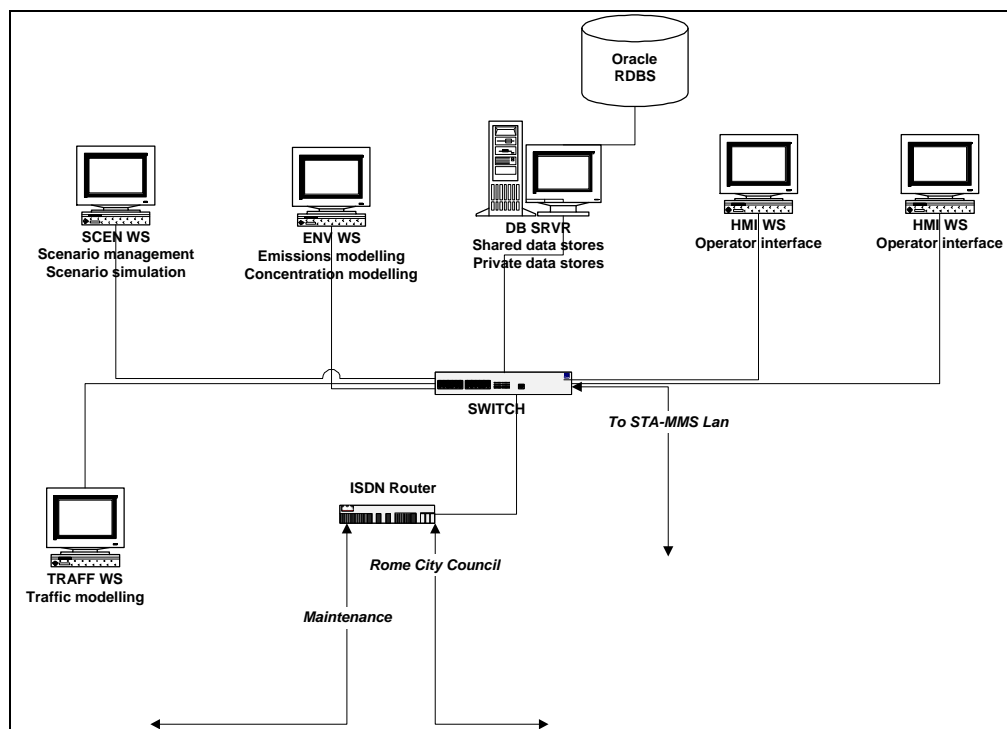 Oracle
RDBS
SCEN WS
Scenario management
Scenario simulation
ENV WS
Emissions modelling
Concentration modelling
DB SRVR
Shared data stores
Private data stores
HMI WS
Operator interface
HMI WS
Operator interface
SWITCH
To STA-MMS Lan
ISDN Router
Rome City Council
Maintenance
TRAFF WS
Traffic modelling